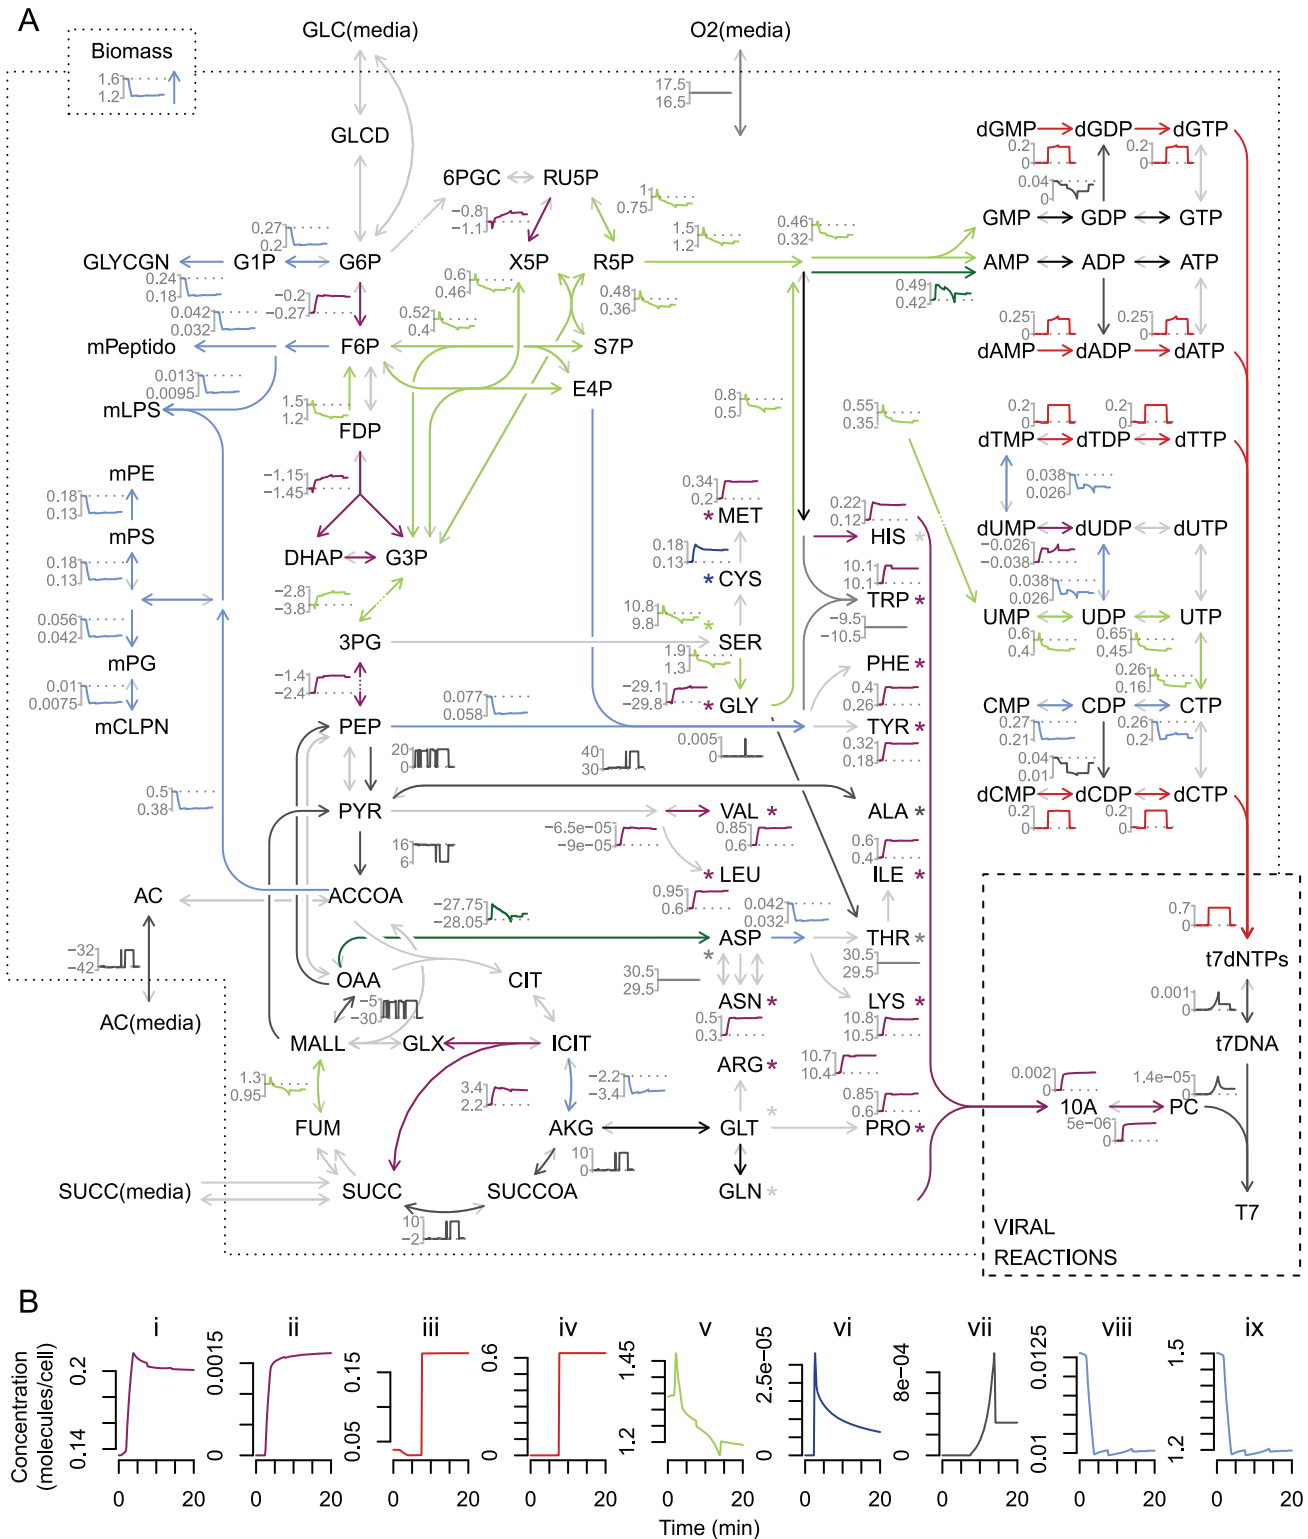 A
GLC(media)
O2(media)
Biomass
1.6
1.2
17.5
16.5
GLCD
dGMP dGDP dGTP
0.2
0
0.2
0
6PGC RU5P
0.04
0
1
0.75
−0.8
−1.1
GMP GDP GTP
0.27
0.2
1.5
1.2
0.46
0.32
GLYCGN G1P G6P X5P R5P AMP ADP ATP
0.24
0.18
−0.2
−0.27
0.6
0.46
0.48
0.36
0.49
0.42
0.042
0.032
0.52
0.4
0.25
0
0.25
0
mPeptido F6P S7P dAMP dADP dATP
0.013
0.0095
E4P
mLPS
1.5
1.2
0.8
0.5
0.55
0.35
0.2
0
0.2
0
FDP
dTMP dTDP dTTP
mPE
−1.15
−1.45
0.34
0.2
0.038
0.026
0.18
0.13
0.22
0.12
*MET
mPS
dUMP dUDP dUTP
HIS *
DHAP G3P
0.18
0.13
0.18
0.13
−0.026
−0.038
*CYS
10.1
10.1
0.038
0.026
−2.8
−3.8
TRP *
10.8
9.8
*
0.056
0.042
−9.5
−10.5
UMP UDP UTP
3PG SER
0.6
0.4
0.65
0.45
mPG
1.9
1.3
PHE *
0.26
0.16
−1.4
−2.4
−29.1
−29.8
0.4
0.26
0.01
0.0075
0.077
0.058
*GLY
CMP CDP CTP
mCLPN PEP TYR *
0.27
0.21
0.26
0.2
20
0
40
30
0.005
0
0.32
0.18
0.04
0.01
0.5
0.38
dCMP dCDP dCTP
PYR VAL * ALA *
0.2
0
0.2
0
16
6
−6.5e−05
−9e−05
0.85
0.6
0.6
0.4
*LEU ILE *
AC ACCOA
0.95
0.6
0.042
0.032
−27.75
−28.05
0.7
0
ASP
*
THR *
−32
−42
30.5
29.5
30.5
29.5
t7dNTPs
OAA CIT
−5
−30
*
ASN *
LYS *
0.001
0
AC(media)
0.5
0.3
10.8
10.5
MALL GLX ICIT t7DNA
ARG *
10.7
10.4
1.3
0.95
3.4
2.2
−2.2
−3.4
0.002
0
1.4e−05
0
0.85
0.6
10A PC
FUM AKG GLT * PRO *
5e−06
0
10
0
SUCC(media) SUCC SUCCOA GLN *
10
−2
T7
VIRAL
REACTIONS
B
i ii iii iv v vi vii viii ix
Concentration
(molecules/cell)
0.14 0.2
0 0.0015
0.05 0.15
0 0.6
1.2 1.45
0 2.5e−05
0 8e−04
0.01 0.0125
1.2 1.5
0 20 0 20 0 20 0 20 0 20 0 20 0 20 0 20 0 20
Time (min)